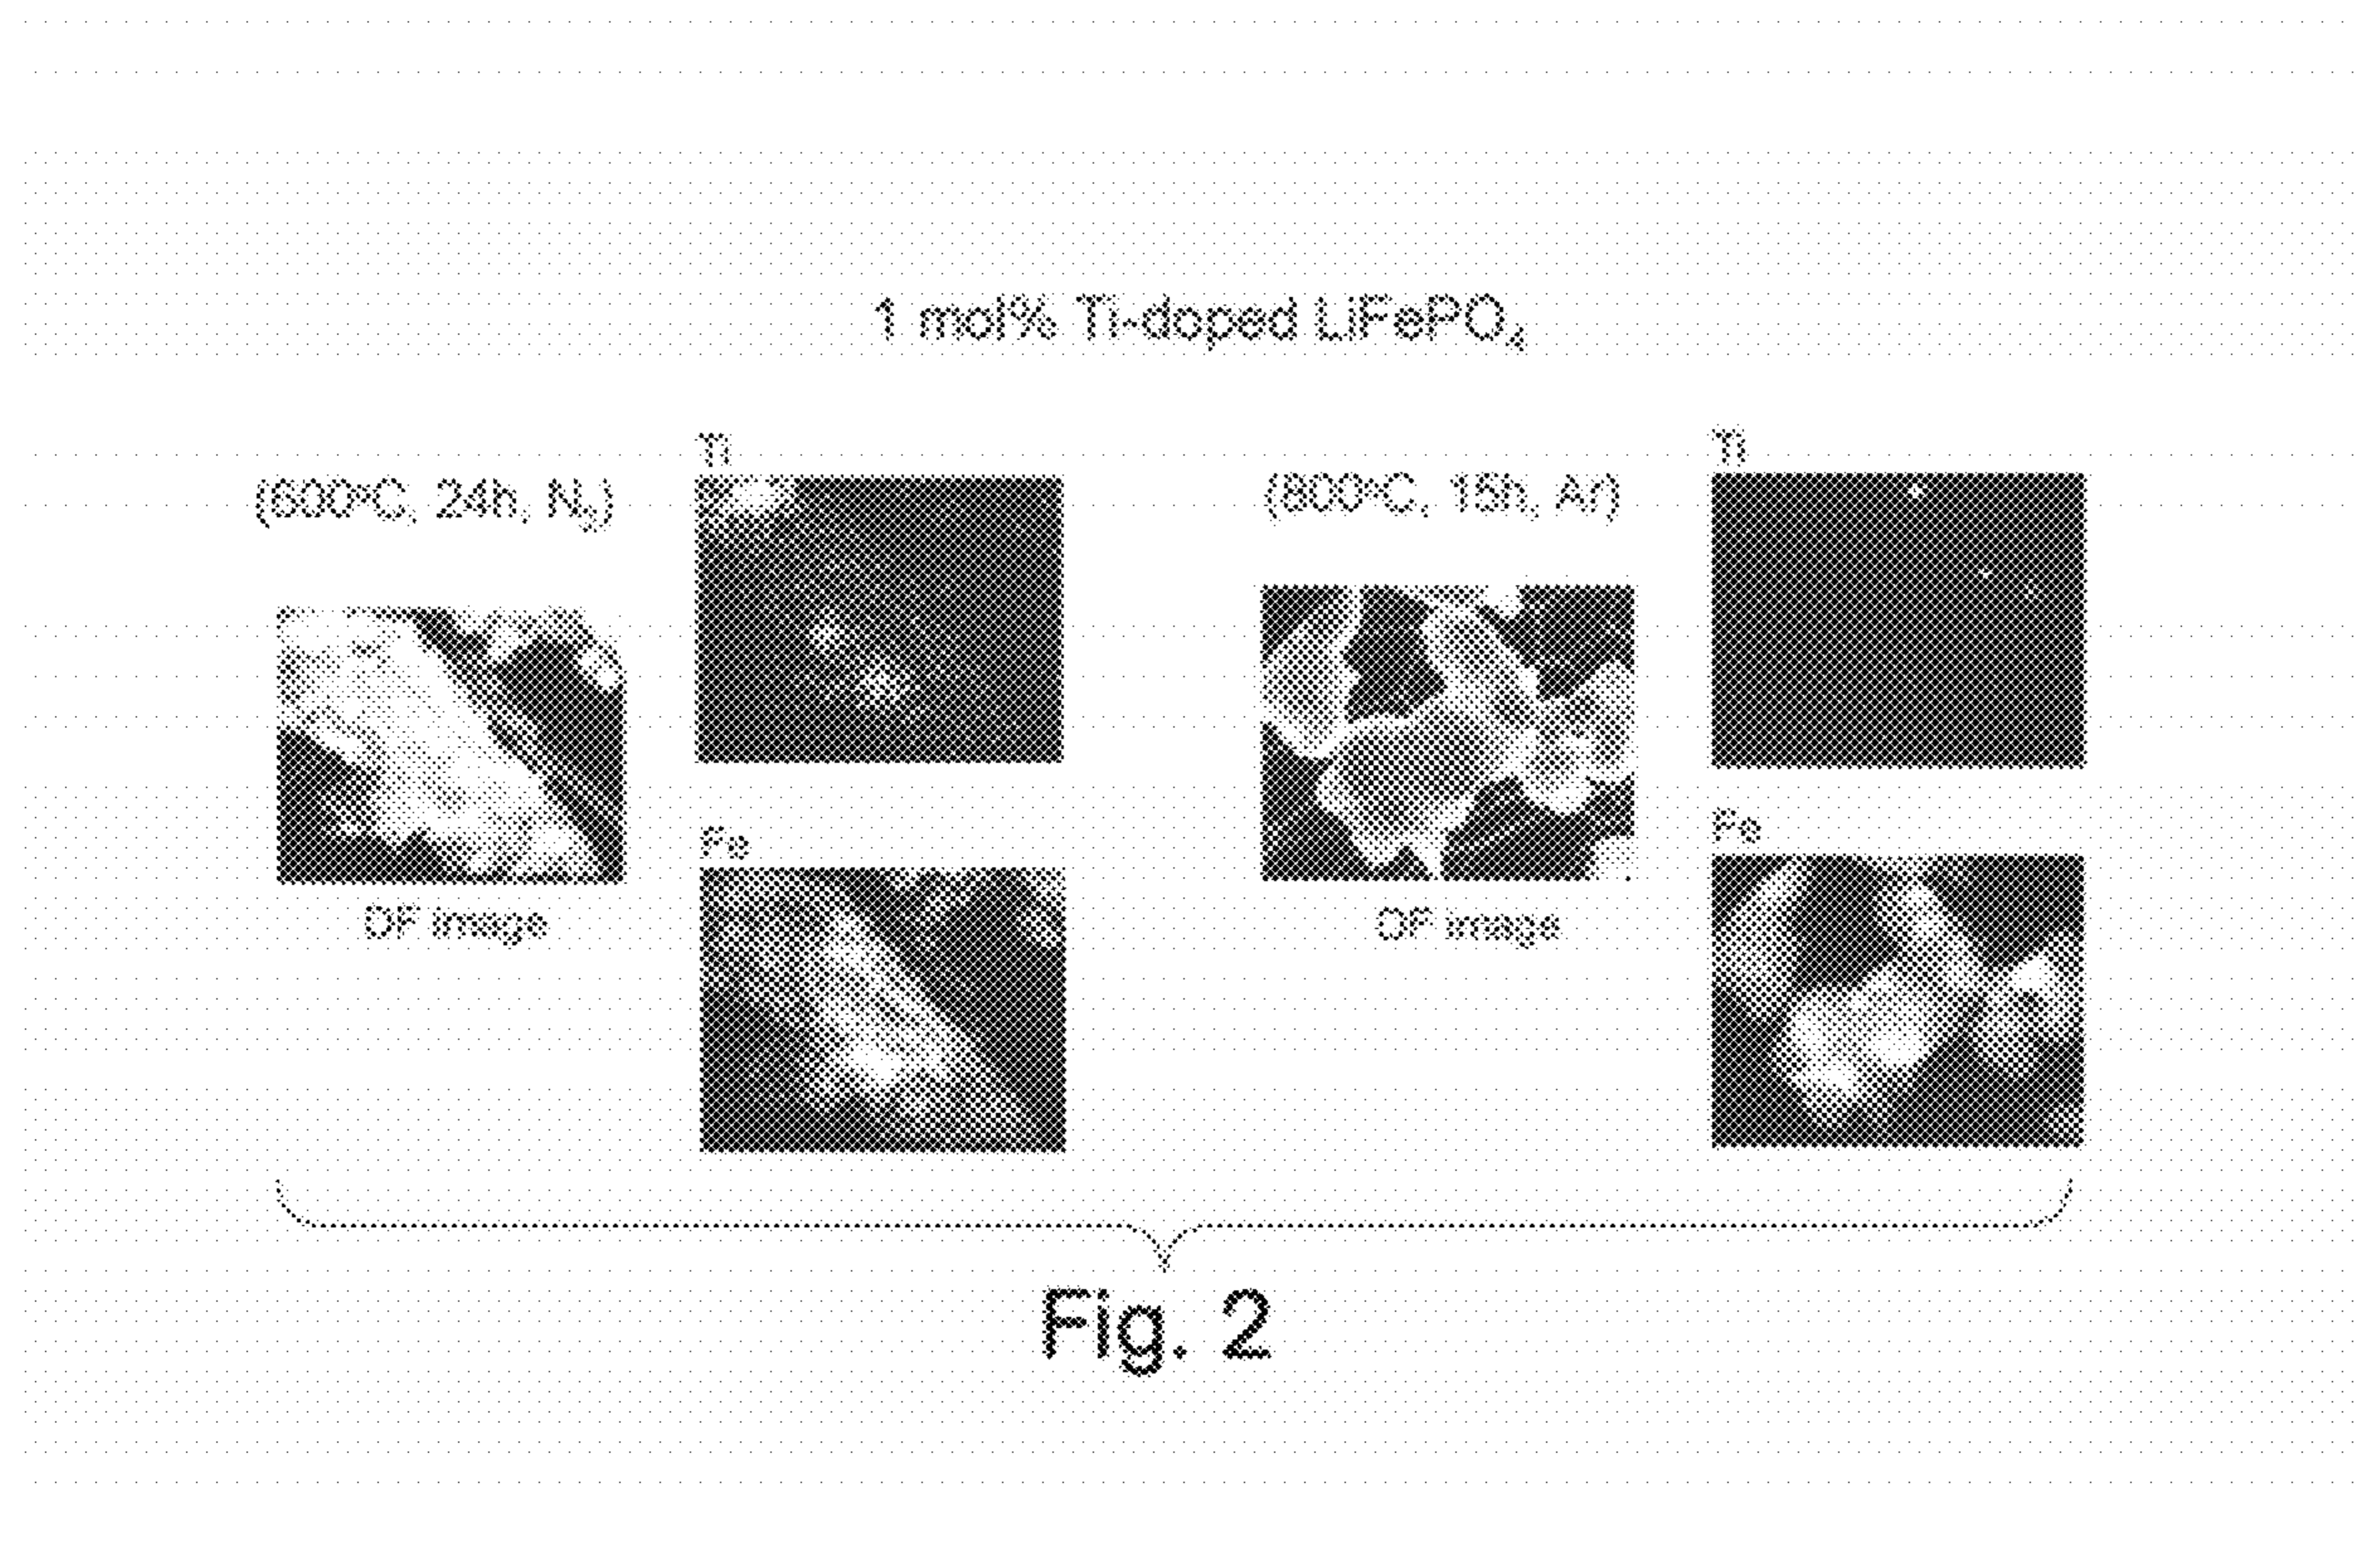 1 mol% Ti-doped LiFePO₄
(600°C, 24h, N₂)
Ti
Fe
DF image
(800°C, 15h, Ar)
Ti
Fe
DF image
Fig. 2